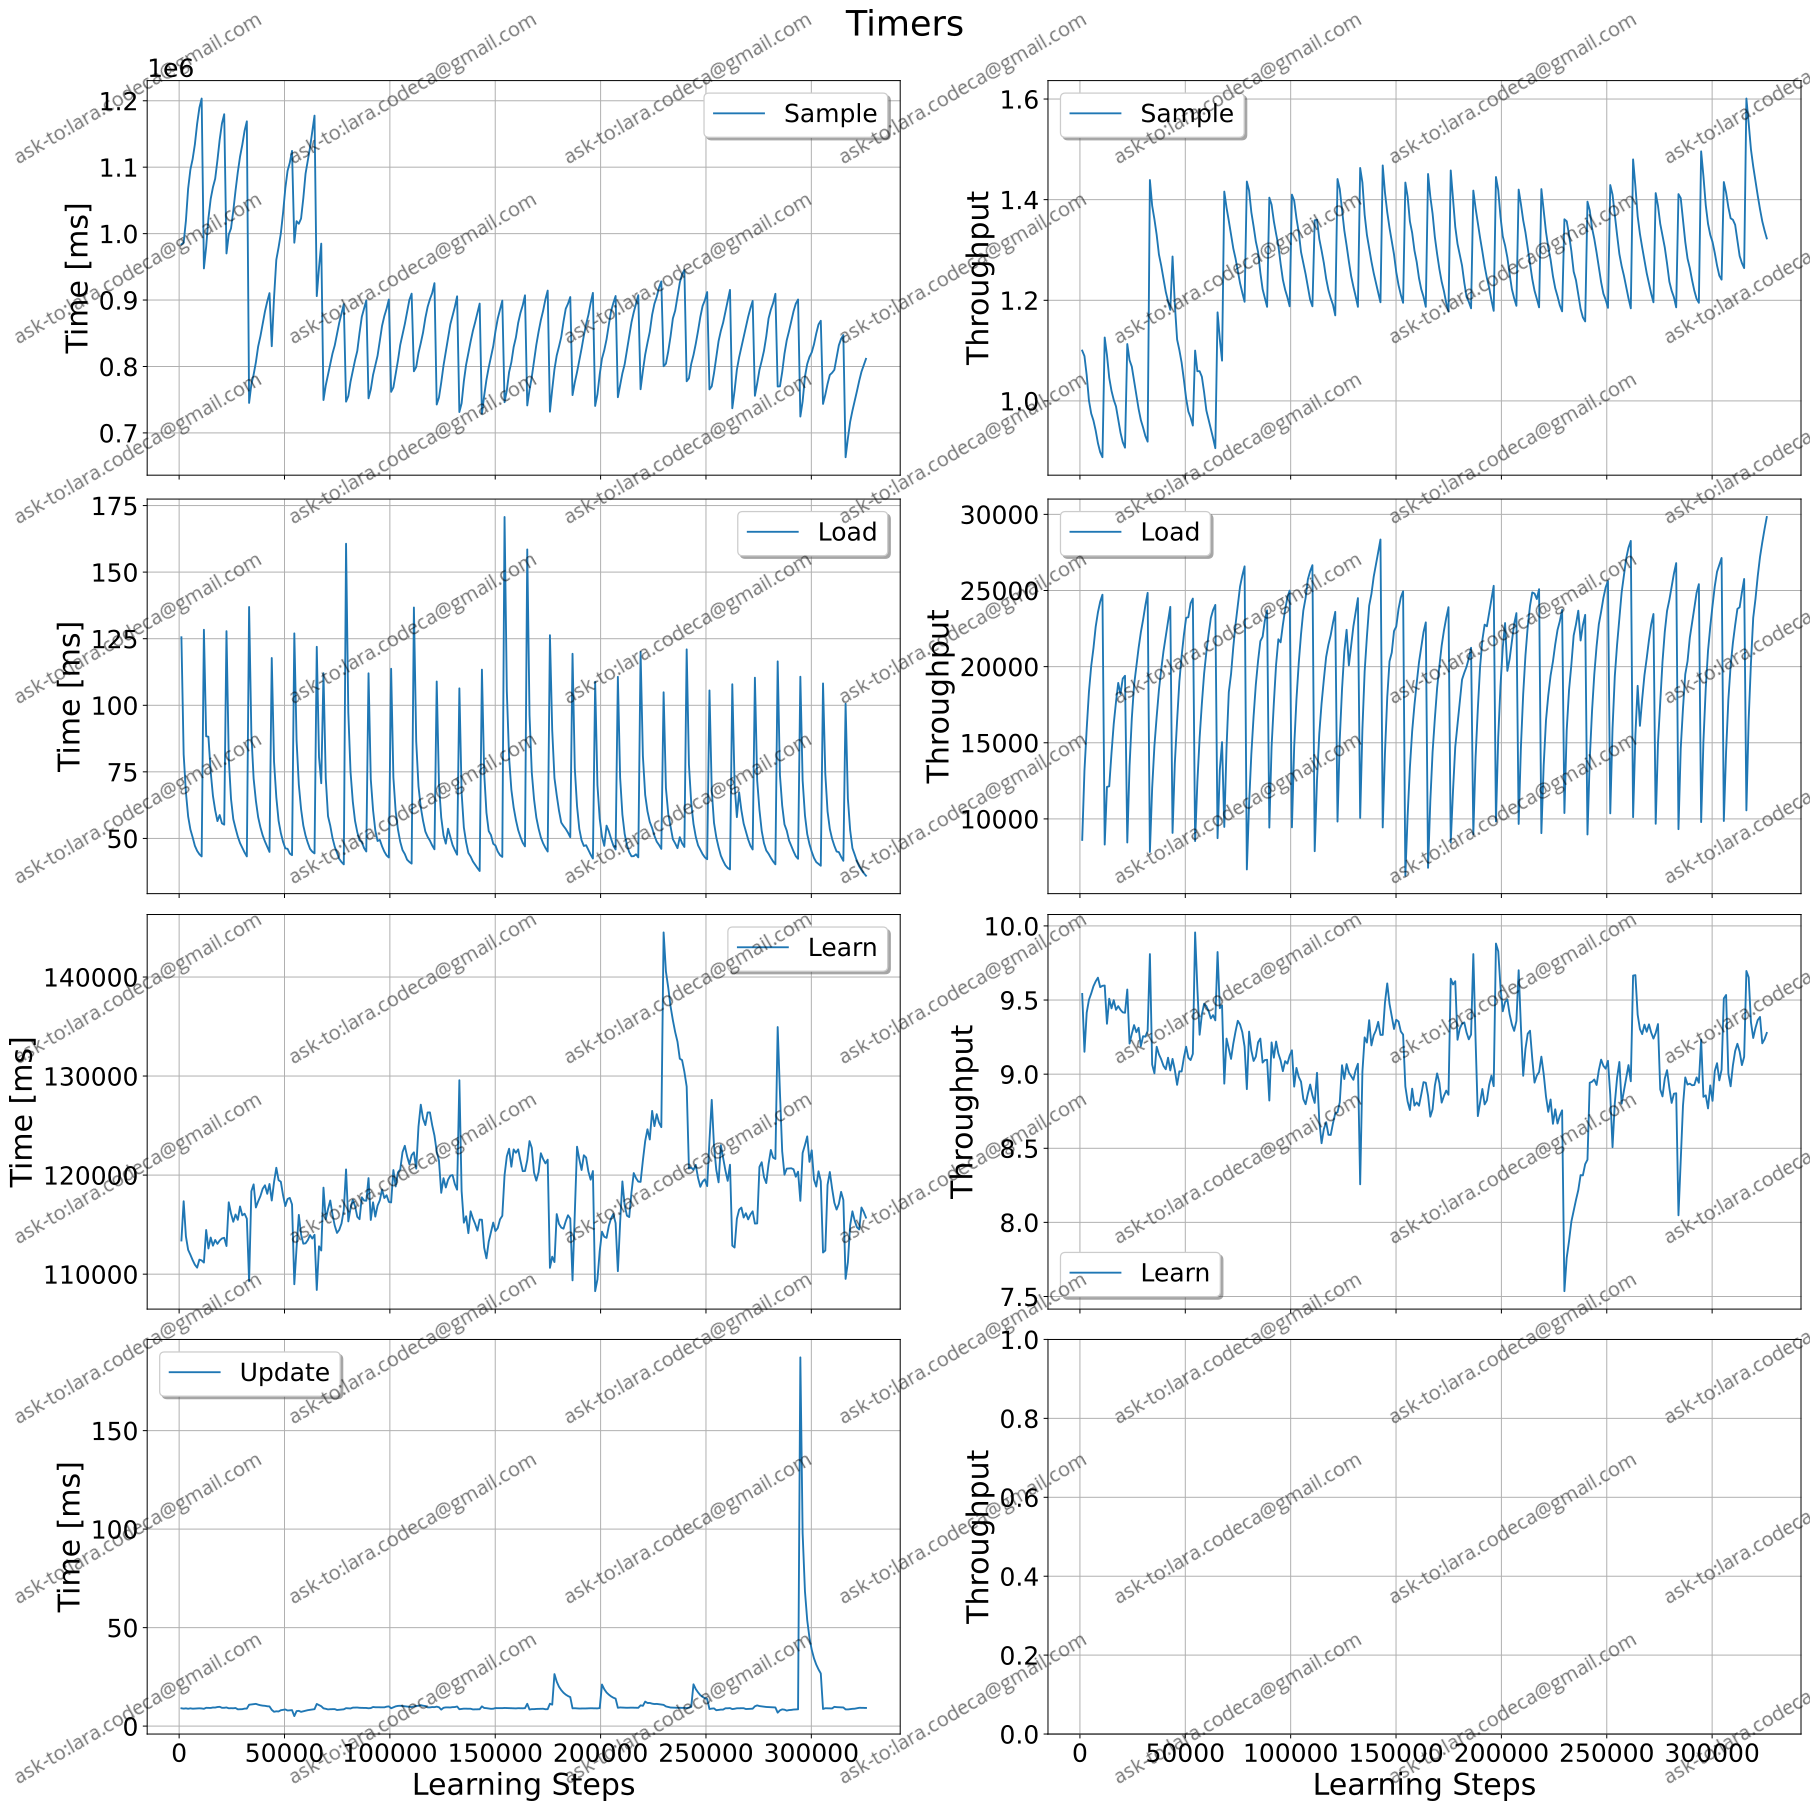 Timers
1e6
1.2
1.1
1.0
0.9
0.8
0.7
Time [ms]
Sample
1.6
1.4
1.2
1.0
Throughput
Sample
175
150
125
100
75
50
Time [ms]
Load
30000
25000
20000
15000
10000
Throughput
Load
140000
130000
120000
110000
Time [ms]
Learn
10.0
9.5
9.0
8.5
8.0
7.5
Throughput
Learn
150
100
50
0
Time [ms]
Update
0 50000 100000 150000 200000 250000 300000
Learning Steps
1.0
0.8
0.6
0.4
0.2
0.0
Throughput
0 50000 100000 150000 200000 250000 300000
Learning Steps
ask-to:lara.codeca@gmail.com